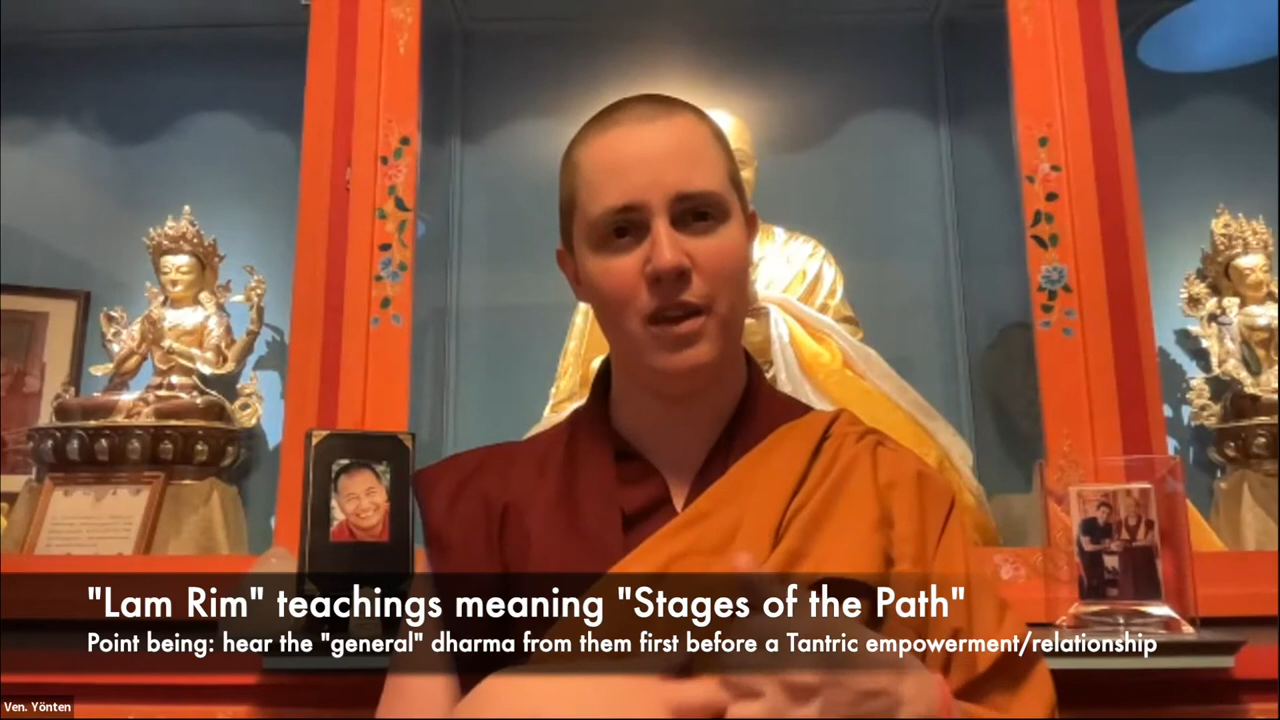 "Lam Rim" teachings meaning "Stages of the Path"
Point being: hear the "general" dharma from them first before a Tantric empowerment/relationship
Ven. Yönten